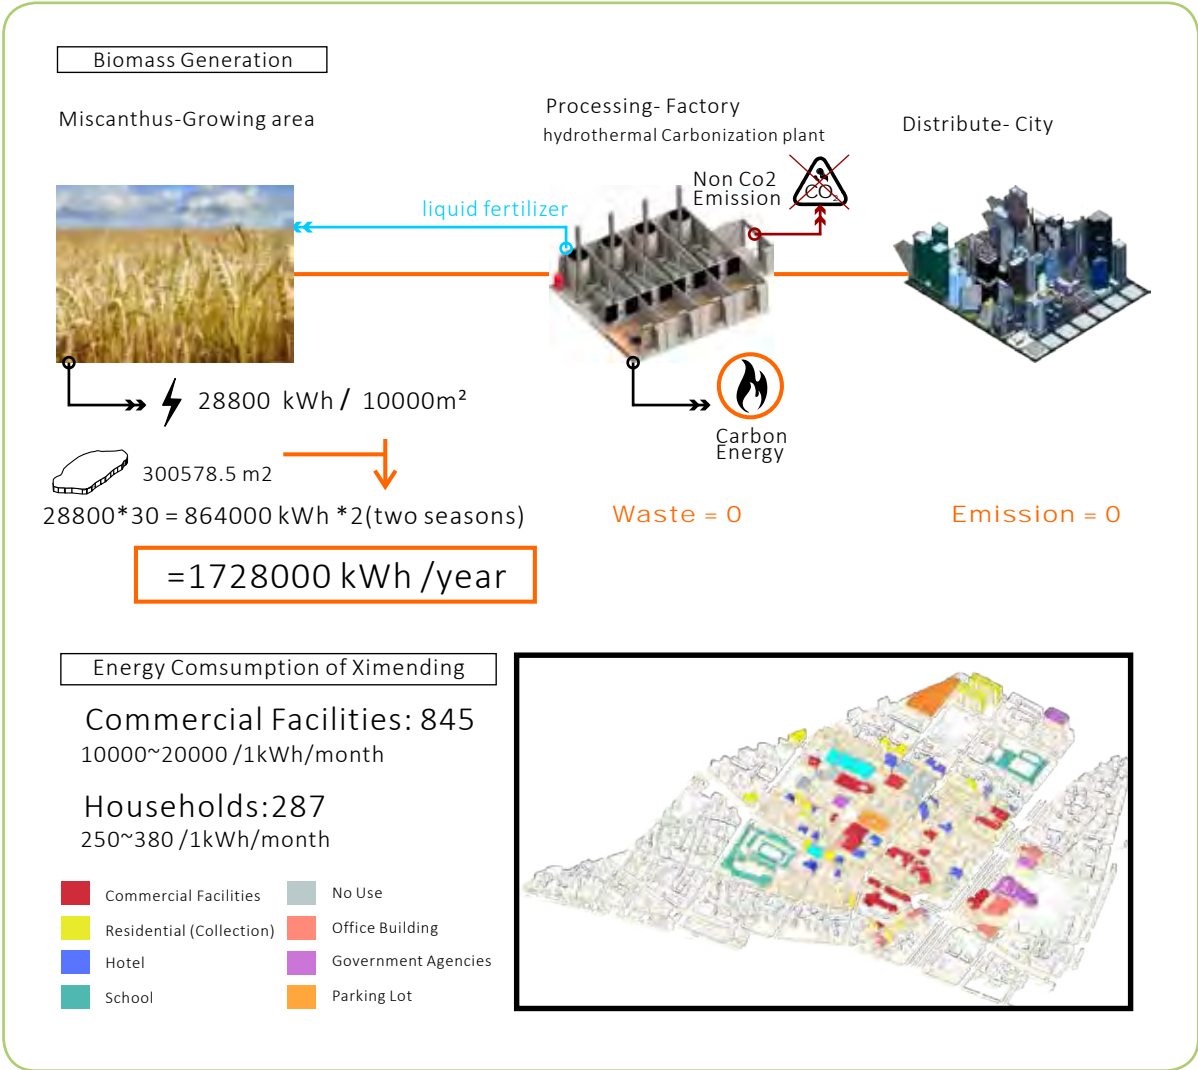 Biomass Generation
Miscanthus-Growing area
Processing- Factory
hydrothermal Carbonization plant
Distribute- City
Non Co2
Emission
CO2
liquid fertilizer
28800 kWh / 10000m²
Carbon
Energy
300578.5 m2
28800*30 = 864000 kWh *2(two seasons)
Waste = 0
Emission = 0
=1728000 kWh /year
Energy Comsumption of Ximending
Commercial Facilities: 845
10000~20000 /1kWh/month
Households:287
250~380 /1kWh/month
Commercial Facilities
No Use
Residential (Collection)
Office Building
Hotel
Government Agencies
School
Parking Lot